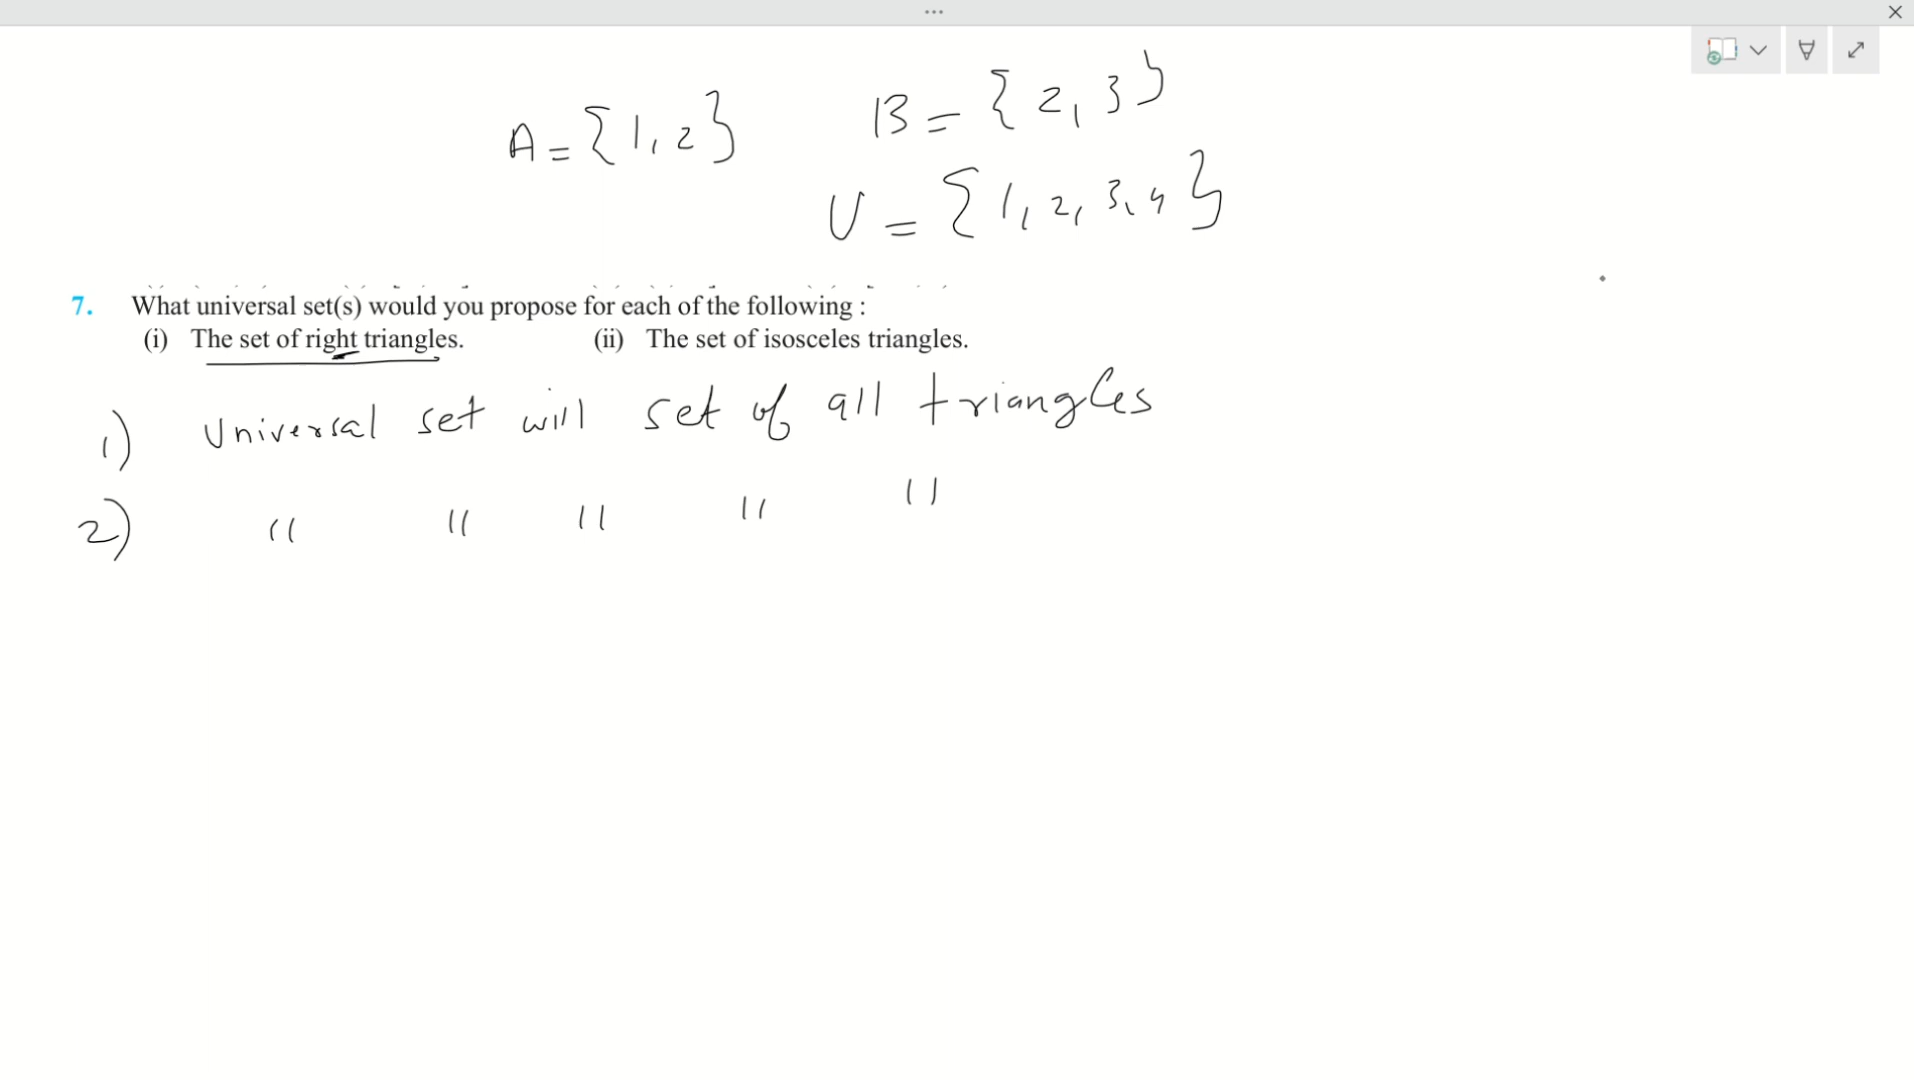 A = {1, 2} B = {2, 3}
U = {1, 2, 3, 4}
7. What universal set(s) would you propose for each of the following :
(i) The set of right triangles. (ii) The set of isosceles triangles.
1) Universal set will set of all triangles
2) " " " " "